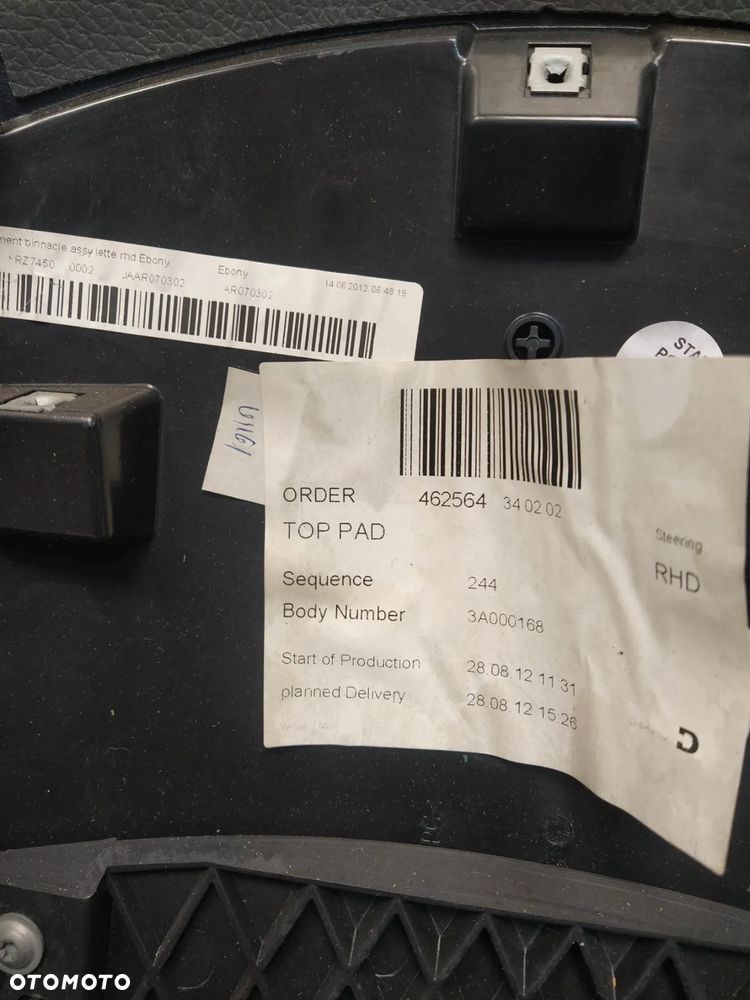 ment binnacle assy lette rhd Ebony
RZ7450 0002 JAAR070302
Ebony
AR070302
14 06 2012 06 48 19
STA
ORDER 462564 34 02 02
TOP PAD
Steering
RHD
Sequence 244
Body Number 3A000168
Start of Production 28.08.12 11 31
planned Delivery 28.08.12 15:26
OTOMOTO